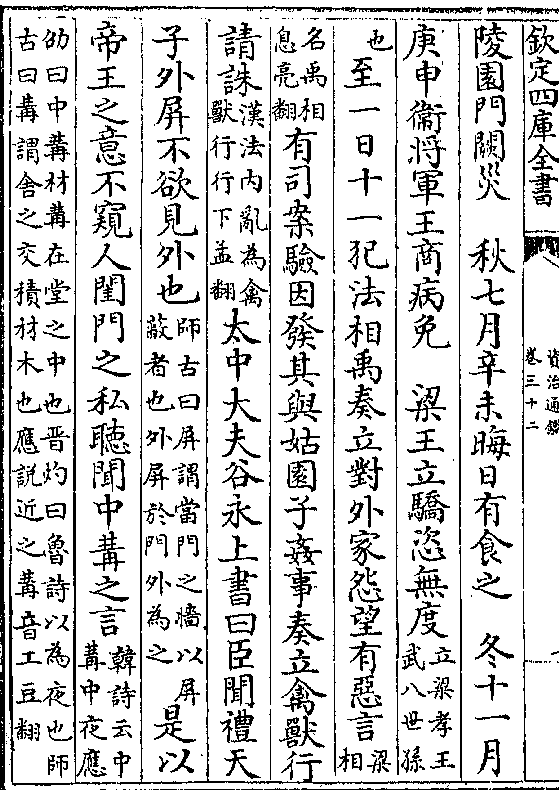 欽定四庫全書
資治通鑑
卷三十二
陵園門闕災　秋七月辛未晦日有食之　冬十一月
庚申衞將軍王商病免　梁王立驕恣無度立梁孝王武八世孫
也至一日十一犯法相禹奏立對外家怨望有惡言梁相
名禹相息亮翻有司案驗因發其與姑園子姦事奏立禽獸行
請誅漢法内亂為禽獸行行下孟翻太中大夫谷永上書曰臣聞禮天
子外屏不欲見外也師古曰屏謂當門之牆以屏蔽者也外屏於門外為之是以
帝王之意不窺人閨門之私聽聞中冓之言韓詩云中冓中夜應
劭曰中冓材冓在堂之中也晋灼曰魯詩以為夜也師古曰冓謂舍之交積材木也應説近之冓音工豆翻